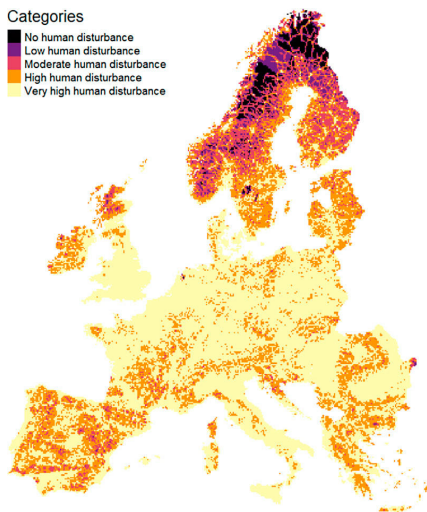 Categories
No human disturbance
Low human disturbance
Moderate human disturbance
High human disturbance
Very high human disturbance